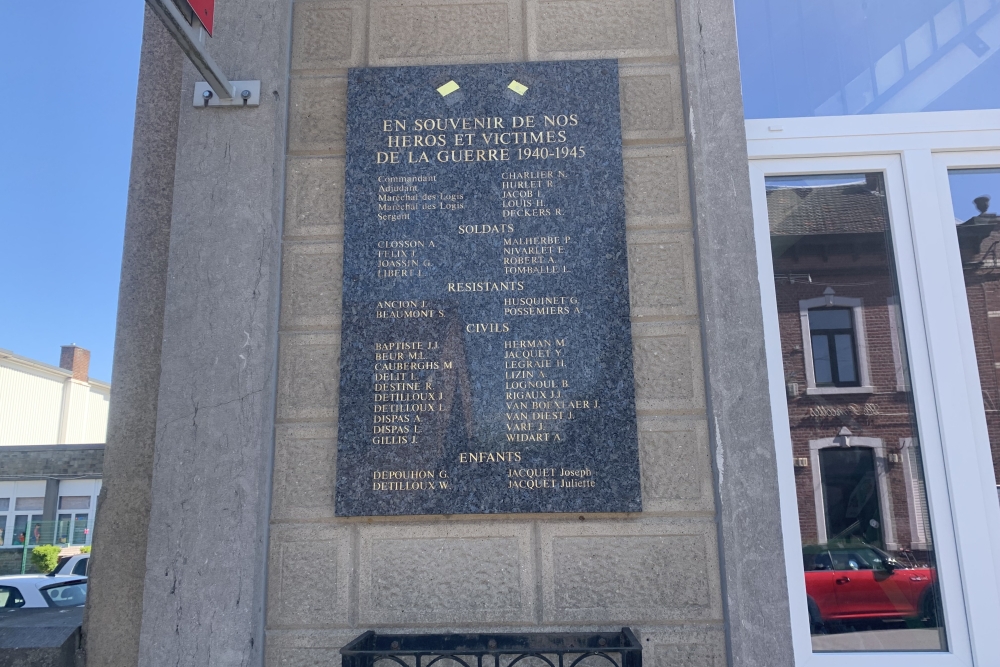 EN SOUVENIR DE NOS
HEROS ET VICTIMES
DE LA GUERRE 1940-1945
Commandant CHARLIER N.
Adjudant HURLET R.
Maréchal des Logis JACOB L.
Maréchal des Logis LOUIS H.
Sergent DECKERS R.
SOLDATS
CLOSSON A. MALHERBE P.
FELIX J. NIVARLET E.
JOASSIN G. ROBERT A.
LIBERT L. TOMBALLE L.
RESISTANTS
ANCION J. HUSQUINET G.
BEAUMONT S. POSSEMIERS A.
CIVILS
BAPTISTE J.J. HERMAN M.
BEUR M.L. JACQUET Y.
CAUBERGHS M. LEGRAIE H.
DELIT L. LIZIN A.
DESTINE R. LOGNOUL B.
DETILLOUX J. RIGAUX J.J.
DETILLOUX L. VAN BOEXLAER J.
DISPAS A. VAN DIEST J.
DISPAS L. VARE J.
GILLIS J. WIDART A.
ENFANTS
DEPOUHON G. JACQUET Joseph
DETILLOUX W. JACQUET Juliette